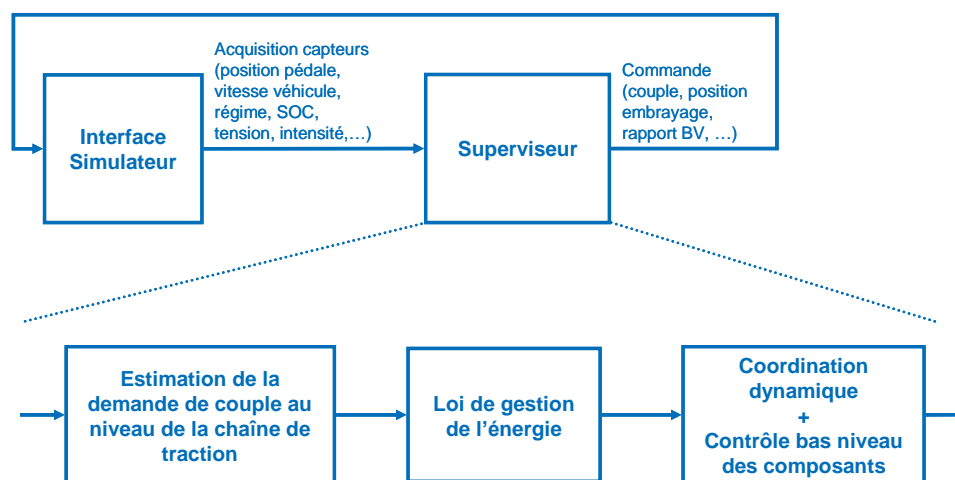 Acquisition capteurs
(position pédale,
vitesse véhicule,
régime, SOC,
tension, intensité,…)
Commande
(couple, position
embrayage,
rapport BV, …)
Interface
Simulateur
Superviseur
Estimation de la
demande de couple au
niveau de la chaîne de
traction
Loi de gestion
de l’énergie
Coordination
dynamique
+
Contrôle bas niveau
des composants